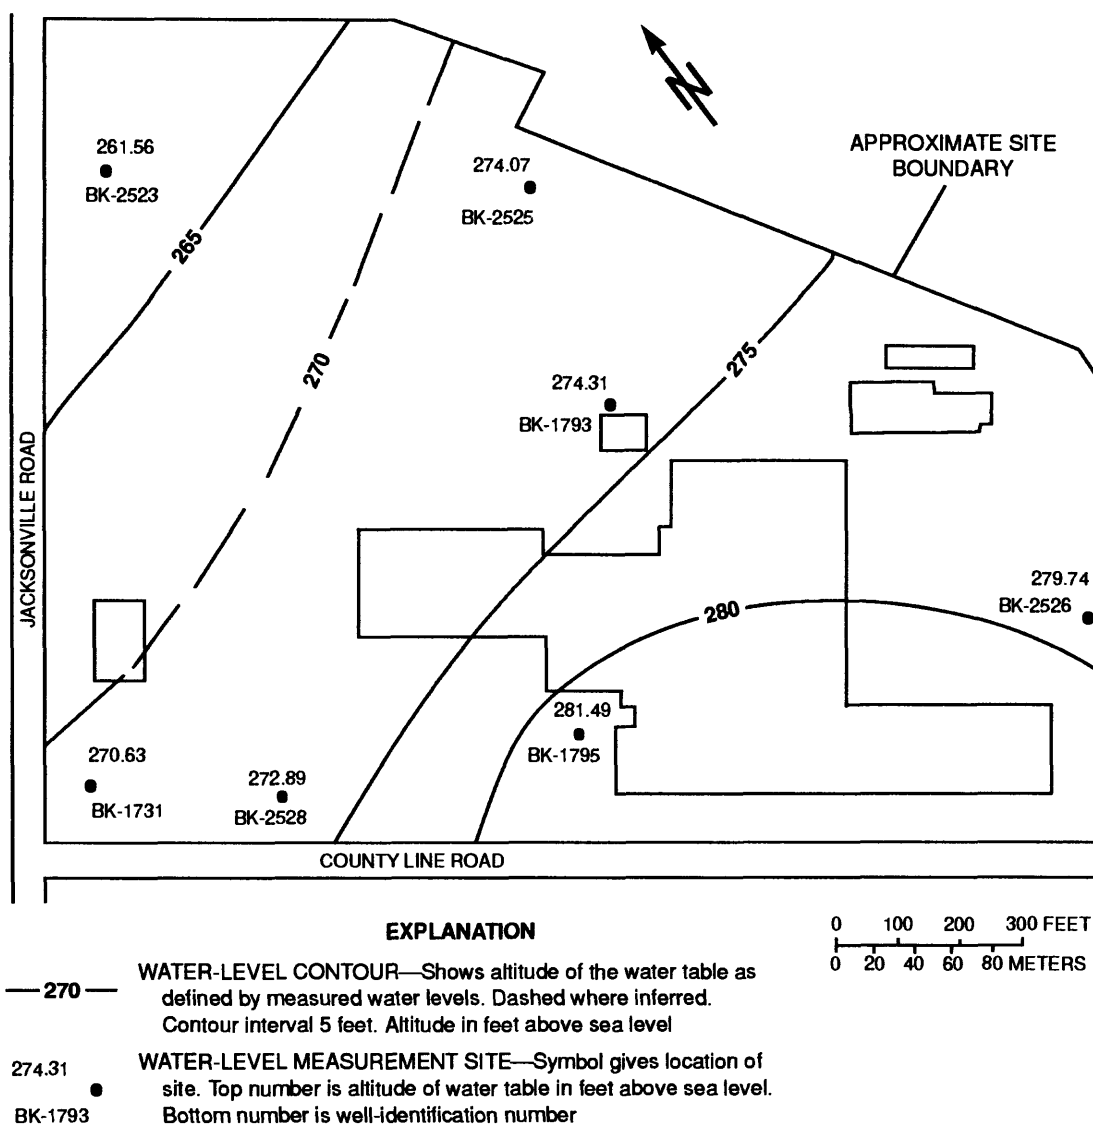 APPROXIMATE SITE
BOUNDARY
261.56
BK-2523
274.07
BK-2525
265
270
275
274.31
BK-1793
JACKSONVILLE ROAD
279.74
BK-2526
280
281.49
BK-1795
270.63
BK-1731
272.89
BK-2528
COUNTY LINE ROAD
EXPLANATION
0 100 200 300 FEET
0 20 40 60 80 METERS
270
WATER-LEVEL CONTOUR—Shows altitude of the water table as
defined by measured water levels. Dashed where inferred.
Contour interval 5 feet. Altitude in feet above sea level
274.31
BK-1793
WATER-LEVEL MEASUREMENT SITE—Symbol gives location of
site. Top number is altitude of water table in feet above sea level.
Bottom number is well-identification number
N